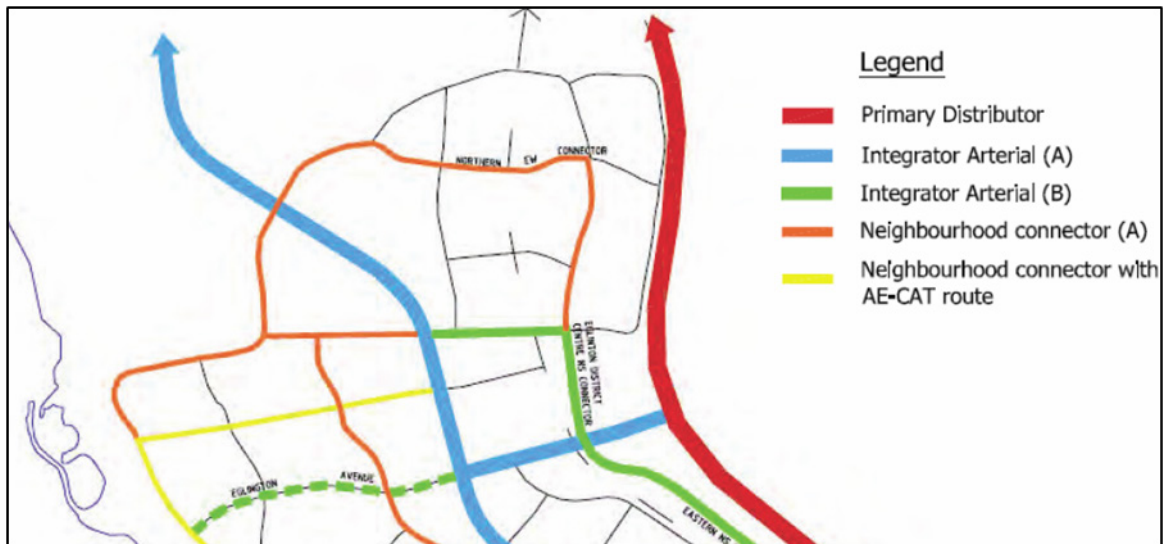 Legend
Primary Distributor
Integrator Arterial (A)
Integrator Arterial (B)
Neighbourhood connector (A)
Neighbourhood connector with
AE-CAT route
NORTHERN EW CONNECTOR
EGLINTON DISTRICT
CENTRE NS CONNECTOR
EGLINGTON AVENUE
EASTERN NS